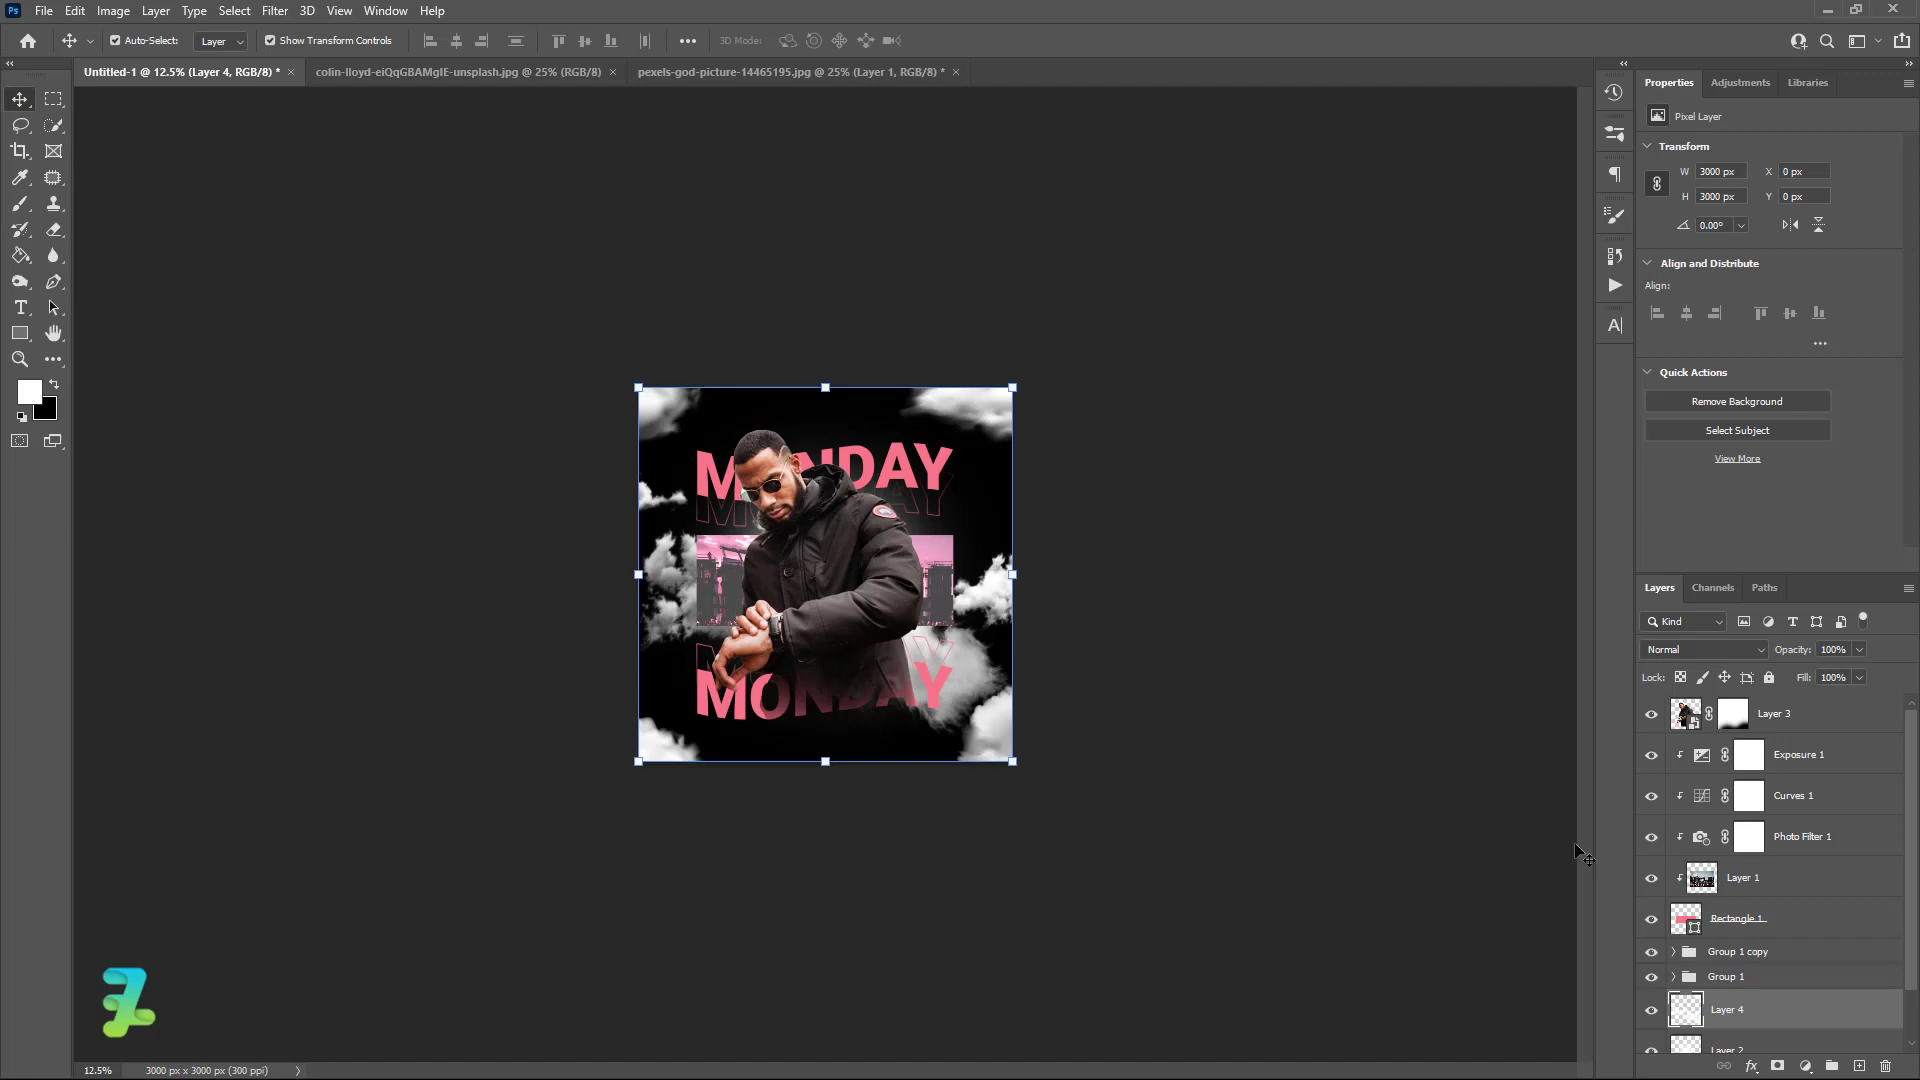 Ps File Edit Image Layer Type Select Filter 3D View Window Help
Auto-Select: Layer Show Transform Controls 3D Mode:
Untitled-1 @ 12.5% (Layer 4, RGB/8) * colin-lloyd-eiQqGBAMgIE-unsplash.jpg @ 25% (RGB/8) pexels-god-picture-14465195.jpg @ 25% (Layer 1, RGB/8) *
Properties Adjustments Libraries
Pixel Layer
Transform
W 3000 px X 0 px
H 3000 px Y 0 px
0.00°
Align and Distribute
Align:
Quick Actions
Remove Background
Select Subject
View More
MONDAY
MONDAY
Layers Channels Paths
Kind
Normal Opacity: 100%
Lock: Fill: 100%
Layer 3
Exposure 1
Curves 1
Photo Filter 1
Layer 1
Rectangle 1
Group 1 copy
Group 1
Layer 4
Layer 2
fx
12.5% 3000 px x 3000 px (300 ppi)